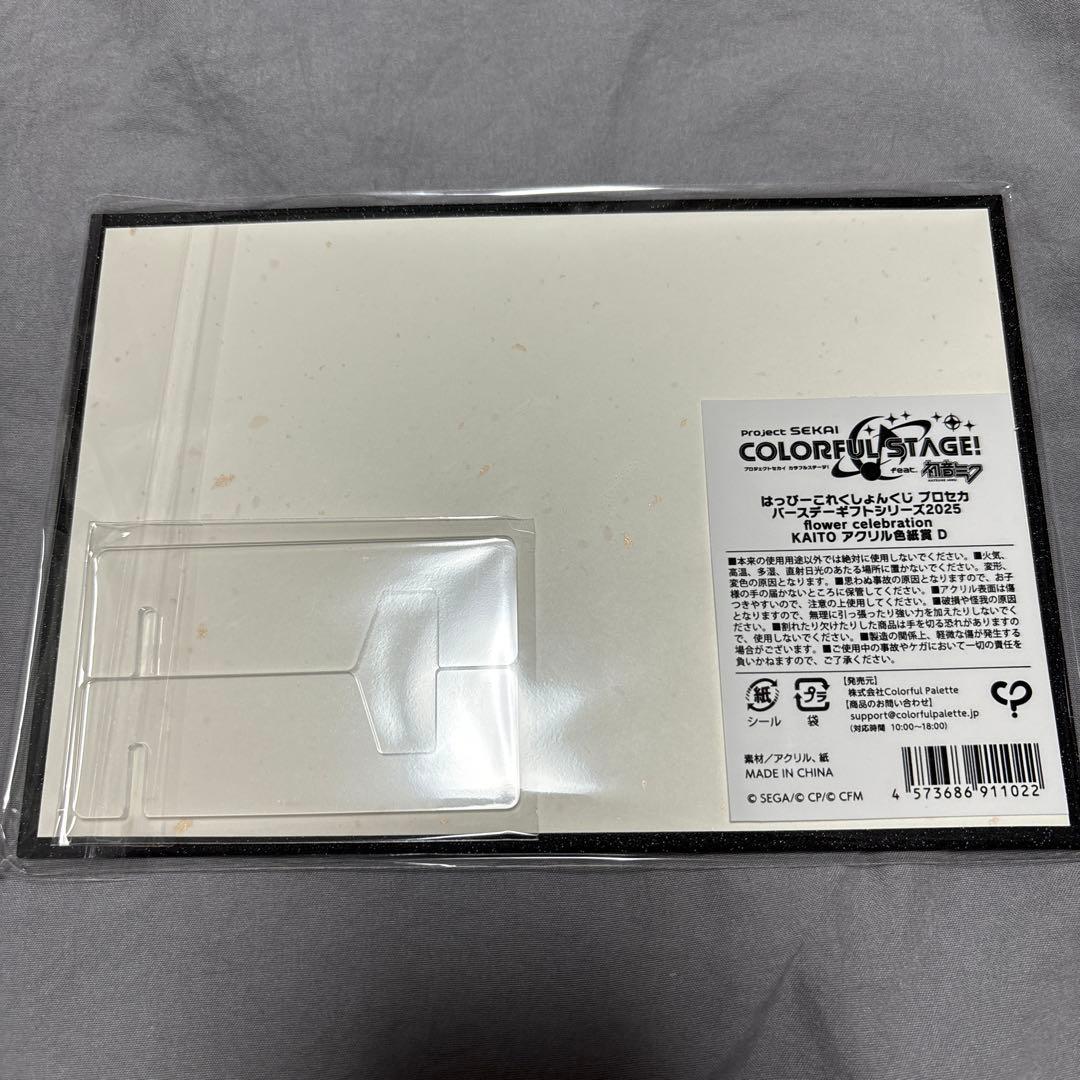 Project SEKAI
COLORFUL STAGE!
プロジェクトセカイ カラフルステージ!
feat. 初音ミク
HATSUNE MIKU
はっぴーこれくしょんくじ プロセカ
バースデーギフトシリーズ2025
flower celebration
KAITO アクリル色紙賞 D
■本来の使用用途以外では絶対に使用しないでください。■火気、
高温、多湿、直射日光のあたる場所に置かないでください。変形、
変色の原因となります。■思わぬ事故の原因となりますので、お子
様の手の届かないところに保管してください。■アクリル表面は傷
つきやすいので、注意の上使用してください。■破損や怪我の原因
となりますので、無理に引っ張ったり強い力を加えたりしないでく
ださい。■割れたり欠けたりした商品は手を切る恐れがありますの
で、使用しないでください。■製造の関係上、軽微な傷が発生する
場合がございます。■ご使用中の事故やケガにおいて一切の責任を
負いかねますので、ご了承ください。
紙
シール
プラ
袋
【発売元】
株式会社Colorful Palette
【商品のお問い合わせ】
support@colorfulpalette.jp
(対応時間 10:00~18:00)
素材/アクリル、紙
MADE IN CHINA
© SEGA/© CP/© CFM
4 573686 911022